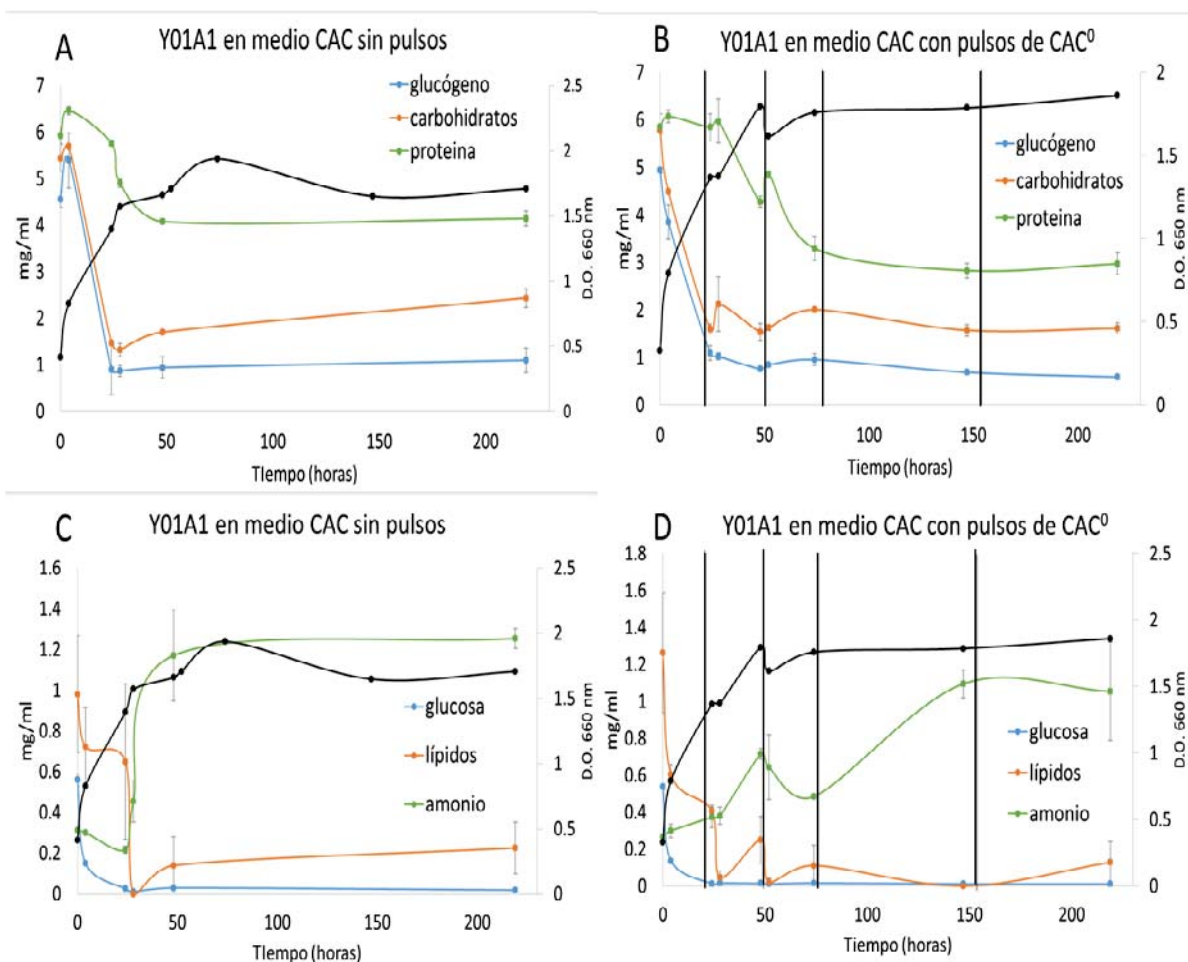 A
Y01A1 en medio CAC sin pulsos
7
6
5
4
3
2
1
0
mg/ml
2.5
2
1.5
1
0.5
0
D.O. 660 nm
glucógeno
carbohidratos
proteina
0
50
100
150
200
TIempo (horas)
B
Y01A1 en medio CAC con pulsos de CAC⁰
7
6
5
4
3
2
1
0
mg/ml
2
1.5
1
0.5
0
D.O. 660 nm
glucógeno
carbohidratos
proteína
0
50
100
150
200
Tiempo (horas)
C
Y01A1 en medio CAC sin pulsos
1.6
1.4
1.2
1
0.8
0.6
0.4
0.2
0
mg/ml
2.5
2
1.5
1
0.5
0
D.O. 660 nm
glucosa
lípidos
amonio
0
50
100
150
200
TIempo (horas)
D
Y01A1 en medio CAC con pulsos de CAC⁰
1.8
1.6
1.4
1.2
1
0.8
0.6
0.4
0.2
0
mg/ml
2.5
2
1.5
1
0.5
0
D.O. 660 nm
glucosa
lípidos
amonio
0
50
100
150
200
Tiempo (horas)